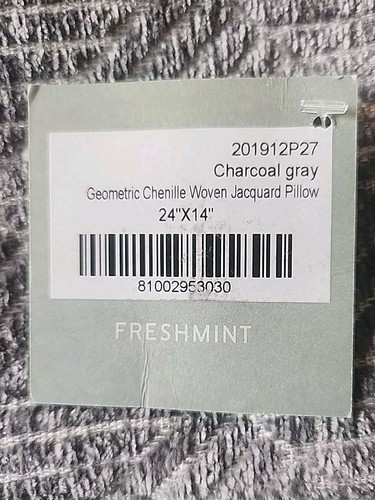 201912P27
Charcoal gray
Geometric Chenille Woven Jacquard Pillow
24"X14"
81002953030
FRESHMINT